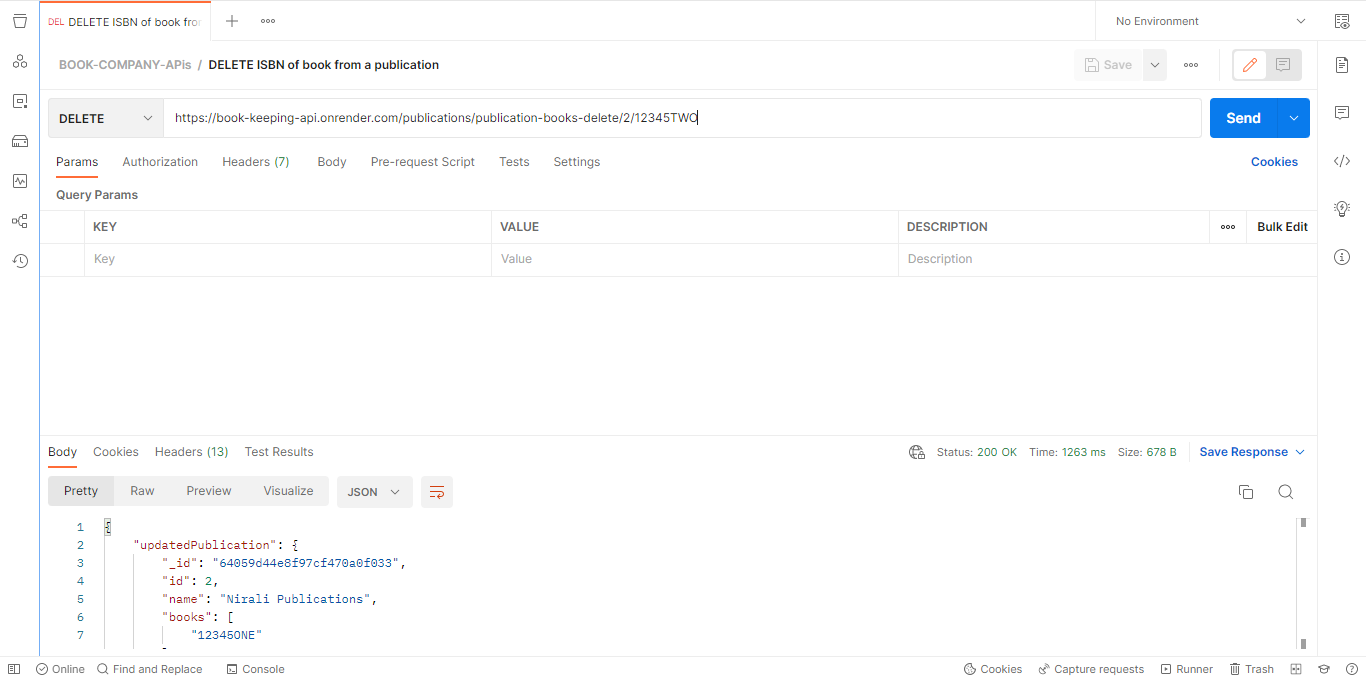 DEL DELETE ISBN of book fro
No Environment
BOOK-COMPANY-APIs / DELETE ISBN of book from a publication
Save
DELETE
https://book-keeping-api.onrender.com/publications/publication-books-delete/2/12345TWO
Send
Params Authorization Headers (7) Body Pre-request Script Tests Settings Cookies
Query Params
KEY VALUE DESCRIPTION Bulk Edit
Key Value Description
Body Cookies Headers (13) Test Results Status: 200 OK Time: 1263 ms Size: 678 B Save Response
Pretty Raw Preview Visualize JSON
1 {
2 "updatedPublication": {
3 "_id": "64059d44e8f97cf470a0f033",
4 "id": 2,
5 "name": "Nirali Publications",
6 "books": [
7 "12345ONE"
Online Find and Replace Console Cookies Capture requests Runner Trash